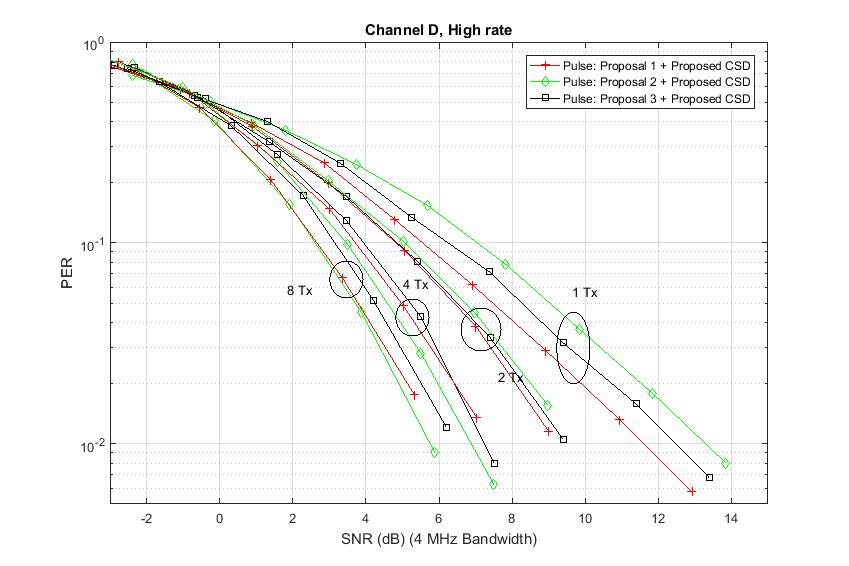 Channel D, High rate
Pulse: Proposal 1 + Proposed CSD
Pulse: Proposal 2 + Proposed CSD
Pulse: Proposal 3 + Proposed CSD
10⁰
10⁻¹
10⁻²
PER
8 Tx
4 Tx
2 Tx
1 Tx
-2 0 2 4 6 8 10 12 14
SNR (dB) (4 MHz Bandwidth)